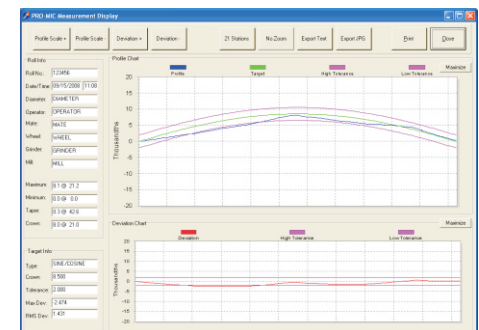 PRO-MIC Measurement Display
Profile Scale + Profile Scale - Deviation + Deviation - 21 Stations No Zoom Export Text Export JPG Print Close
Roll Info
Roll No.: 123456
Date/Time: 09/15/2008 11:08
Diameter: DIAMETER
Operator: OPERATOR
Mate: MATE
Wheel: WHEEL
Grinder: GRINDER
Mill: MILL
Maximum: 8.1 @ 21.2
Minimum: 0.0 @ 0.0
Taper: 0.3 @ 42.6
Crown: 8.0 @ 21.0
Target Info
Type: SINE/COSINE
Crown: 8.500
Tolerance: 2.000
Max Dev: -2.474
RMS Dev: 1.431
Profile Chart Maximize
Profile Target High Tolerance Low Tolerance
Thousandths
20
15
10
5
0
-5
-10
-15
-20
Deviation Chart Maximize
Deviation High Tolerance Low Tolerance
Thousandths
20
15
10
5
0
-5
-10
-15
-20